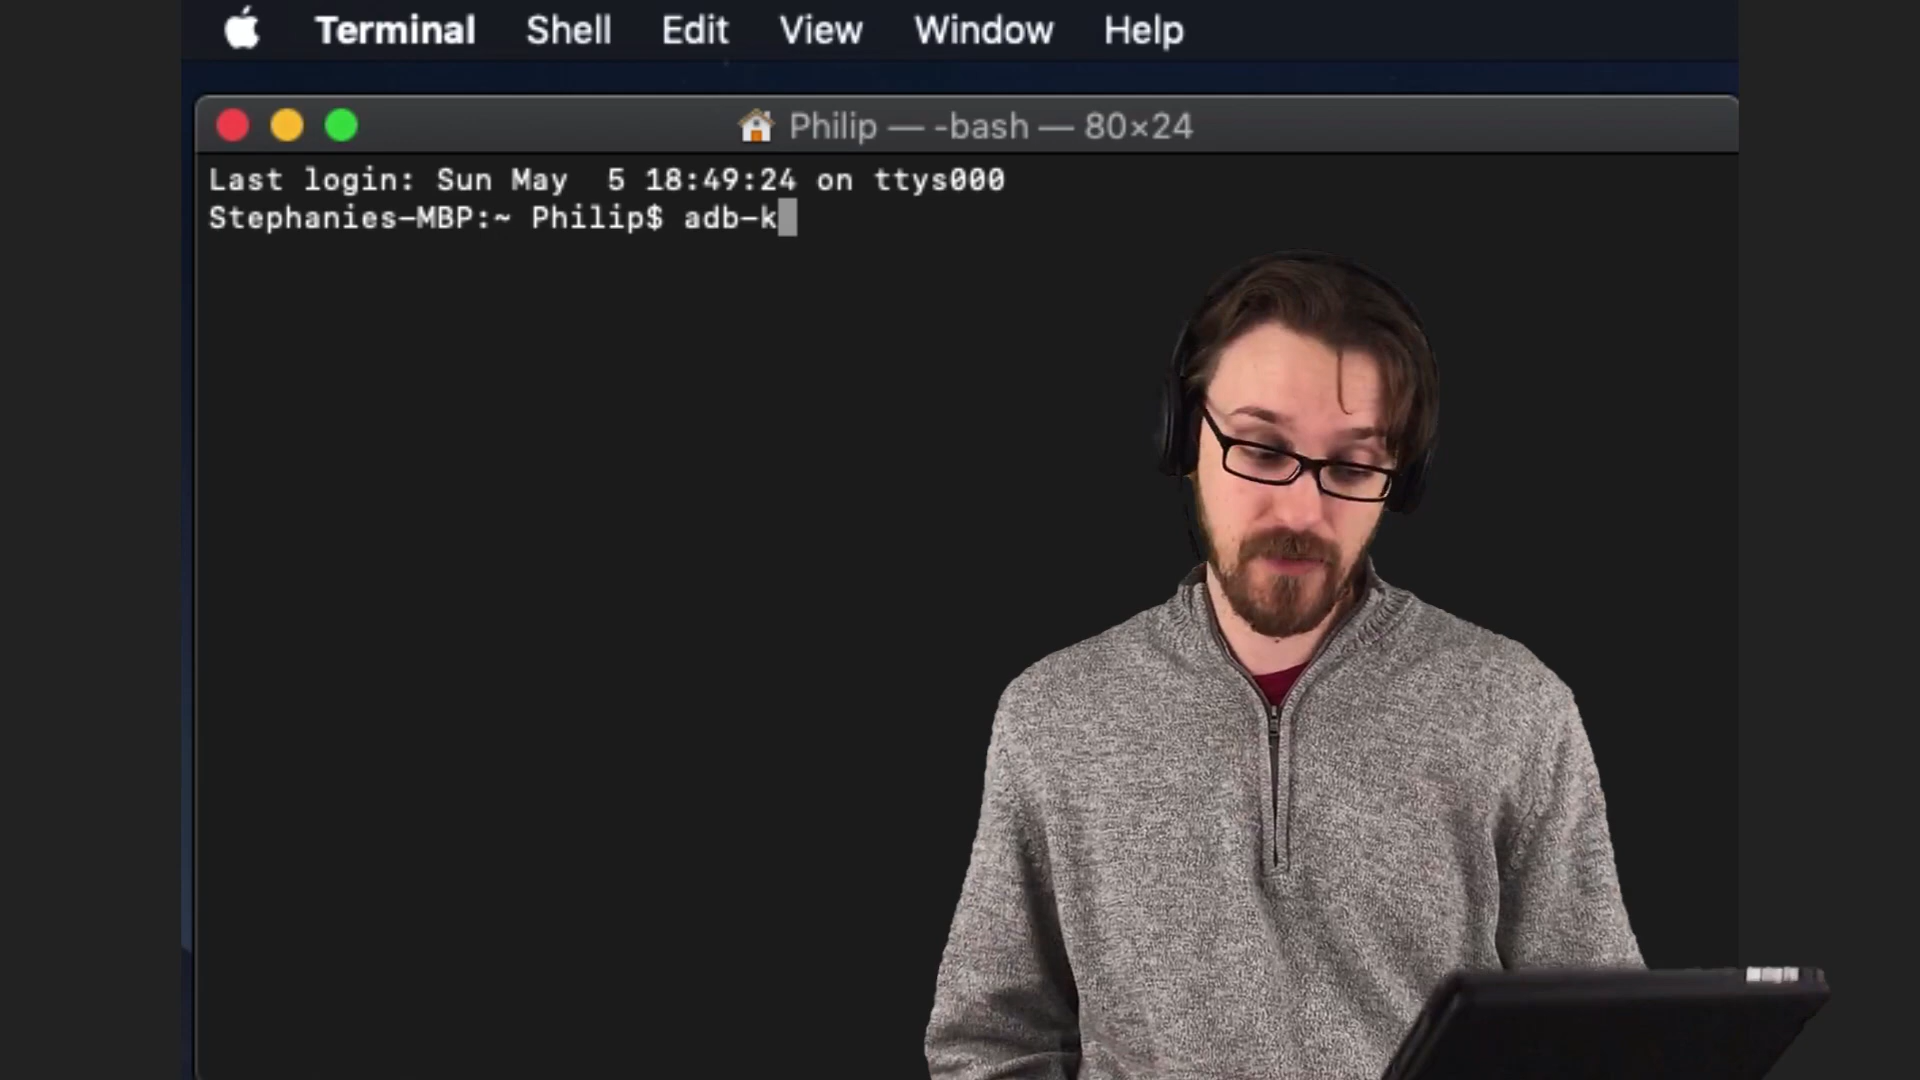 Terminal Shell Edit View Window Help
Philip — -bash — 80×24
Last login: Sun May  5 18:49:24 on ttys000
Stephanies-MBP:~ Philip$ adb-k